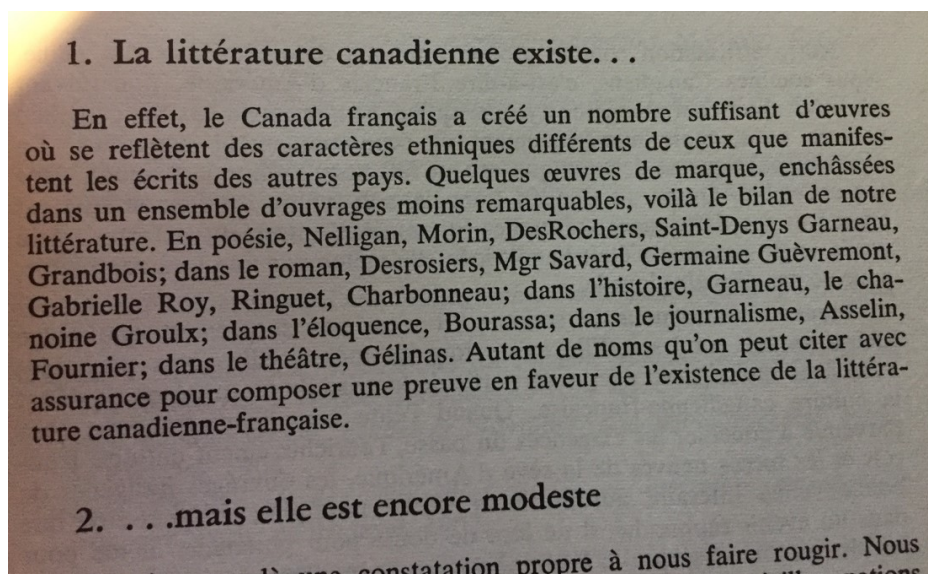 1. La littérature canadienne existe. . .
En effet, le Canada français a créé un nombre suffisant d'œuvres
où se reflètent des caractères ethniques différents de ceux que manifes-
tent les écrits des autres pays. Quelques œuvres de marque, enchâssées
dans un ensemble d'ouvrages moins remarquables, voilà le bilan de notre
littérature. En poésie, Nelligan, Morin, DesRochers, Saint-Denys Garneau,
Grandbois; dans le roman, Desrosiers, Mgr Savard, Germaine Guèvremont,
Gabrielle Roy, Ringuet, Charbonneau; dans l'histoire, Garneau, le cha-
noine Groulx; dans l'éloquence, Bourassa; dans le journalisme, Asselin,
Fournier; dans le théâtre, Gélinas. Autant de noms qu'on peut citer avec
assurance pour composer une preuve en faveur de l'existence de la littéra-
ture canadienne-française.
2. . . .mais elle est encore modeste
une constatation propre à nous faire rougir. Nous